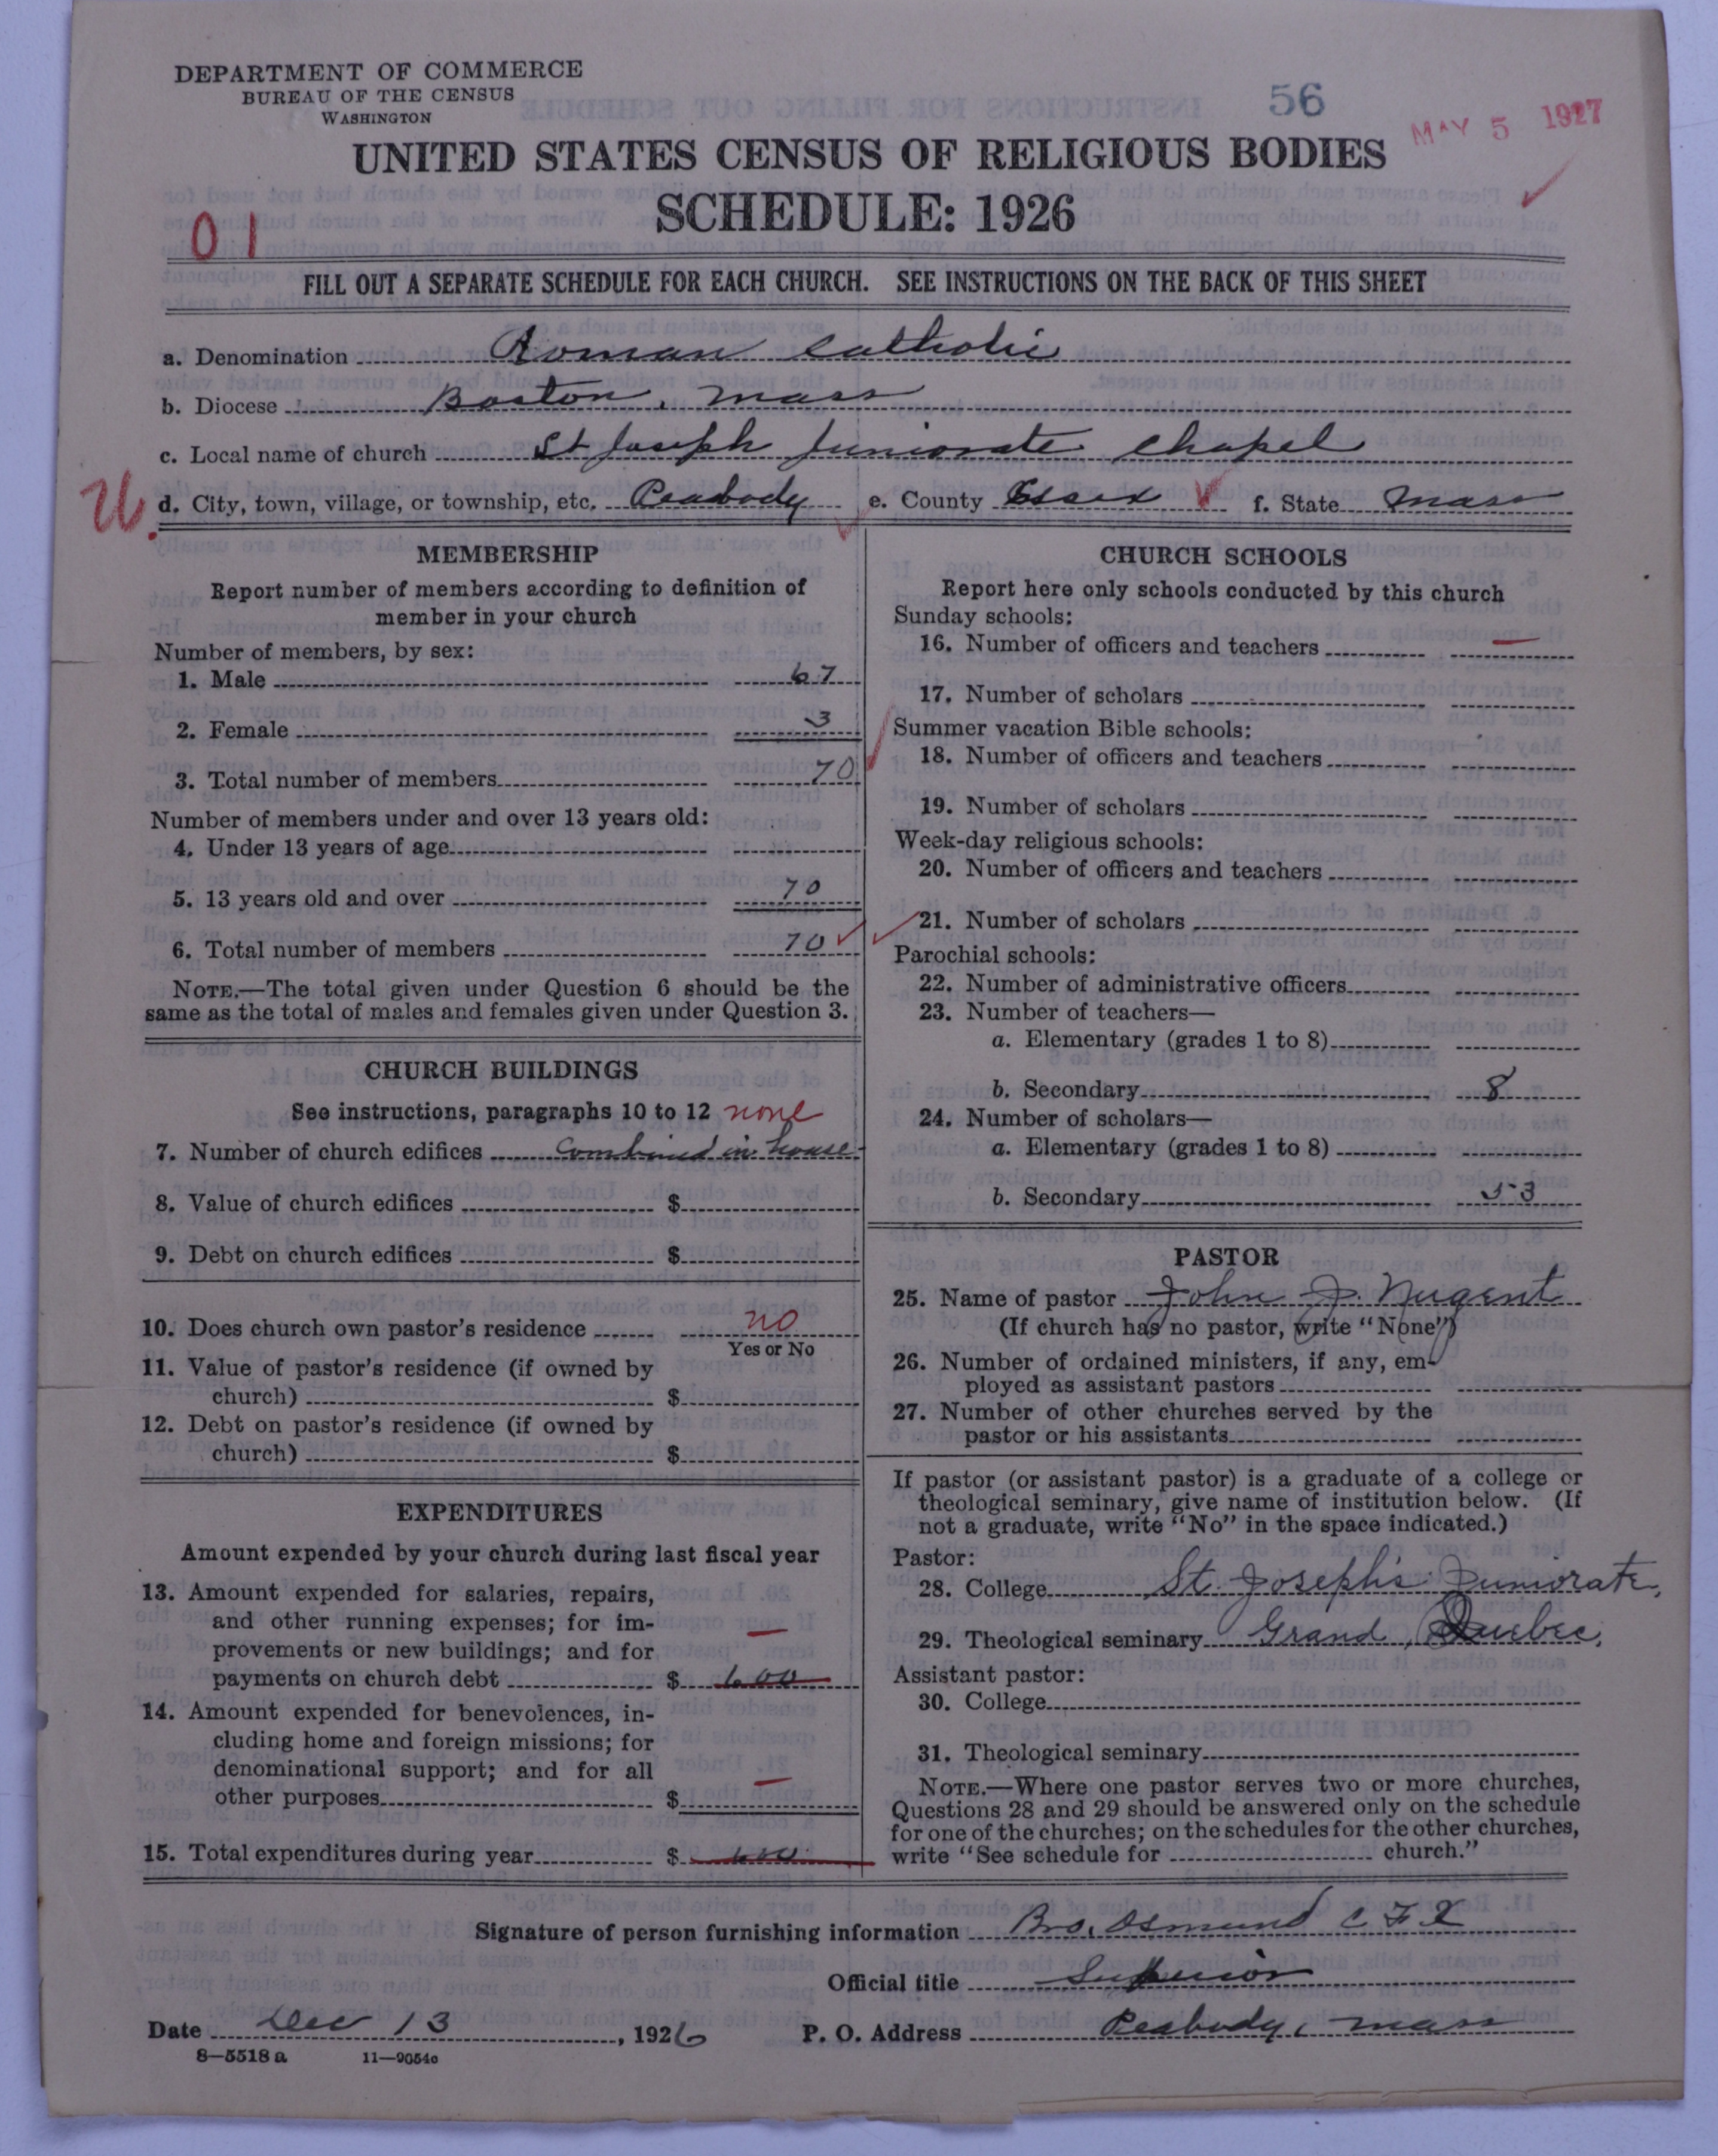 DEPARTMENT OF COMMERCE
BUREAU OF THE CENSUS
WASHINGTON
56
MAY 5 1927
UNITED STATES CENSUS OF RELIGIOUS BODIES
SCHEDULE: 1926
01
FILL OUT A SEPARATE SCHEDULE FOR EACH CHURCH. SEE INSTRUCTIONS ON THE BACK OF THIS SHEET
a. Denomination Roman Catholic
b. Diocese Boston, Mass
c. Local name of church St Joseph Juniorate Chapel
26.
d. City, town, village, or township, etc. Peabody e. County Essex f. State Mass
MEMBERSHIP
Report number of members according to definition of
member in your church
Number of members, by sex:
1. Male 67
2. Female 3
3. Total number of members 70
Number of members under and over 13 years old:
4. Under 13 years of age
5. 13 years old and over 70
6. Total number of members 70
NOTE.—The total given under Question 6 should be the
same as the total of males and females given under Question 3.
CHURCH BUILDINGS
See instructions, paragraphs 10 to 12 none
7. Number of church edifices Combined in house
8. Value of church edifices $
9. Debt on church edifices $
10. Does church own pastor's residence no
Yes or No
11. Value of pastor's residence (if owned by
church) $
12. Debt on pastor's residence (if owned by
church) $
EXPENDITURES
Amount expended by your church during last fiscal year
13. Amount expended for salaries, repairs,
and other running expenses; for im-
provements or new buildings; and for
payments on church debt $ 600
14. Amount expended for benevolences, in-
cluding home and foreign missions; for
denominational support; and for all
other purposes $
15. Total expenditures during year $ 600
CHURCH SCHOOLS
Report here only schools conducted by this church
Sunday schools:
16. Number of officers and teachers —
17. Number of scholars
Summer vacation Bible schools:
18. Number of officers and teachers
19. Number of scholars
Week-day religious schools:
20. Number of officers and teachers
21. Number of scholars
Parochial schools:
22. Number of administrative officers
23. Number of teachers—
a. Elementary (grades 1 to 8)
b. Secondary 8
24. Number of scholars—
a. Elementary (grades 1 to 8)
b. Secondary 53
PASTOR
25. Name of pastor John J. Nugent
(If church has no pastor, write "None")
26. Number of ordained ministers, if any, em-
ployed as assistant pastors
27. Number of other churches served by the
pastor or his assistants
If pastor (or assistant pastor) is a graduate of a college or
theological seminary, give name of institution below. (If
not a graduate, write "No" in the space indicated.)
Pastor:
28. College St. Joseph's Juniorate,
29. Theological seminary Grand, Quebec,
Assistant pastor:
30. College
31. Theological seminary
NOTE.—Where one pastor serves two or more churches,
Questions 28 and 29 should be answered only on the schedule
for one of the churches; on the schedules for the other churches,
write "See schedule for church."
Signature of person furnishing information Bro. Osmund C F X
Official title Superior
Date Dec 13, 1926 P. O. Address Peabody, Mass
8—5518a 11—9054c